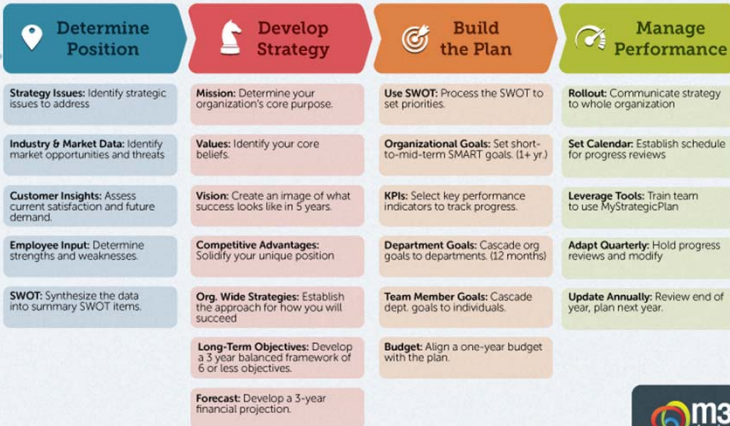 Determine
Position
Develop
Strategy
Build
the Plan
Manage
Performance
Strategy Issues: Identify strategic
issues to address
Industry & Market Data: Identify
market opportunities and threats
Customer Insights: Assess
current satisfaction and future
demand.
Employee Input: Determine
strengths and weaknesses.
SWOT: Synthesize the data
into summary SWOT items.
Mission: Determine your
organization's core purpose.
Values: Identify your core
beliefs.
Vision: Create an image of what
success looks like in 5 years.
Competitive Advantages:
Solidify your unique position
Org. Wide Strategies: Establish
the approach for how you will
succeed
Long-Term Objectives: Develop
a 3 year balanced framework of
6 or less objectives.
Forecast: Develop a 3-year
financial projection.
Use SWOT: Process the SWOT to
set priorities.
Organizational Goals: Set short-
to-mid-term SMART goals. (1+ yr.)
KPIs: Select key performance
indicators to track progress.
Department Goals: Cascade org
goals to departments. (12 months)
Team Member Goals: Cascade
dept. goals to individuals.
Budget: Align a one-year budget
with the plan.
Rollout: Communicate strategy
to whole organization
Set Calendar: Establish schedule
for progress reviews
Leverage Tools: Train team
to use MyStrategicPlan
Adapt Quarterly: Hold progress
reviews and modify
Update Annually: Review end of
year, plan next year.
m3